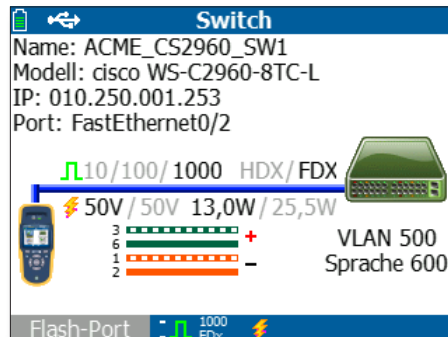 Switch
Name: ACME_CS2960_SW1
Modell: cisco WS-C2960-8TC-L
IP: 010.250.001.253
Port: FastEthernet0/2
10/100/1000 HDX/FDX
50V/50V 13,0W/25,5W
3
6 +
1
2 −
VLAN 500
Sprache 600
Flash-Port 1000
FDx